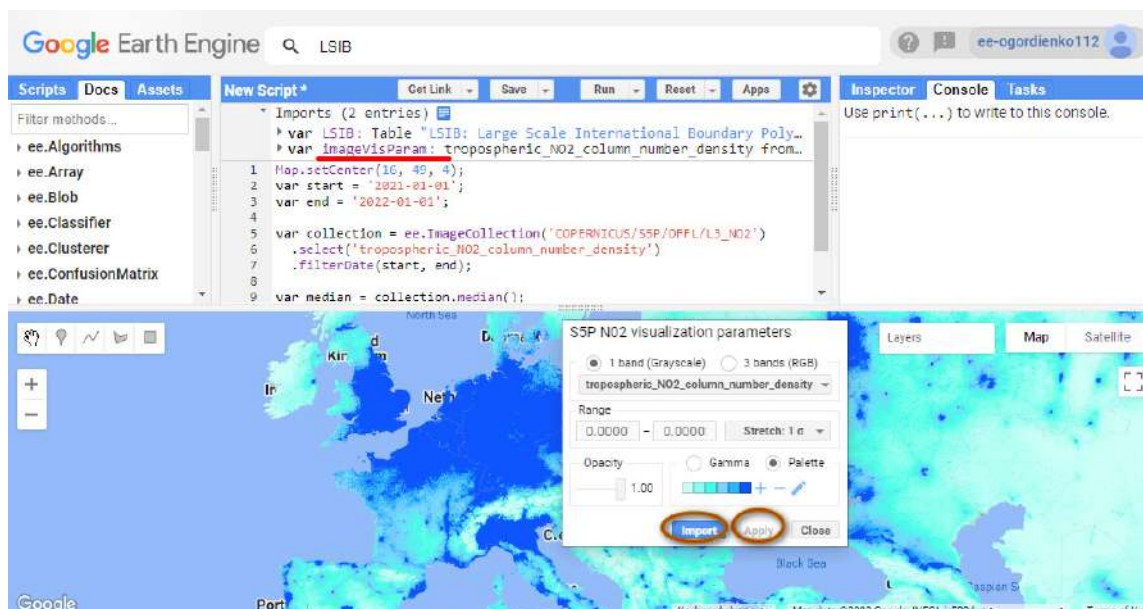 Google Earth Engine
LSIB
ee-ogordienko112
Scripts Docs Assets
New Script *
Get Link
Save
Run
Reset
Apps
Inspector Console Tasks
Filter methods...
ee.Algorithms
ee.Array
ee.Blob
ee.Classifier
ee.Clusterer
ee.ConfusionMatrix
ee.Date
Imports (2 entries)
var LSIB: Table "LSIB: Large Scale International Boundary Poly...
var imageVisParam: tropospheric_NO2_column_number_density from...
1 Map.setCenter(16, 49, 4);
2 var start = '2021-01-01';
3 var end = '2022-01-01';
4
5 var collection = ee.ImageCollection('COPERNICUS/S5P/OFFL/L3_NO2')
6 .select('tropospheric_NO2_column_number_density')
7 .filterDate(start, end);
8
9 var median = collection.median();
Use print(...) to write to this console.
North Sea
S5P NO2 visualization parameters
1 band (Grayscale)
3 bands (RGB)
tropospheric_NO2_column_number_density
Range
0.0000 – 0.0000
Stretch: 1 σ
Opacity
1.00
Gamma
Palette
Import
Apply
Close
Layers
Map
Satellite
Black Sea
Google
Port